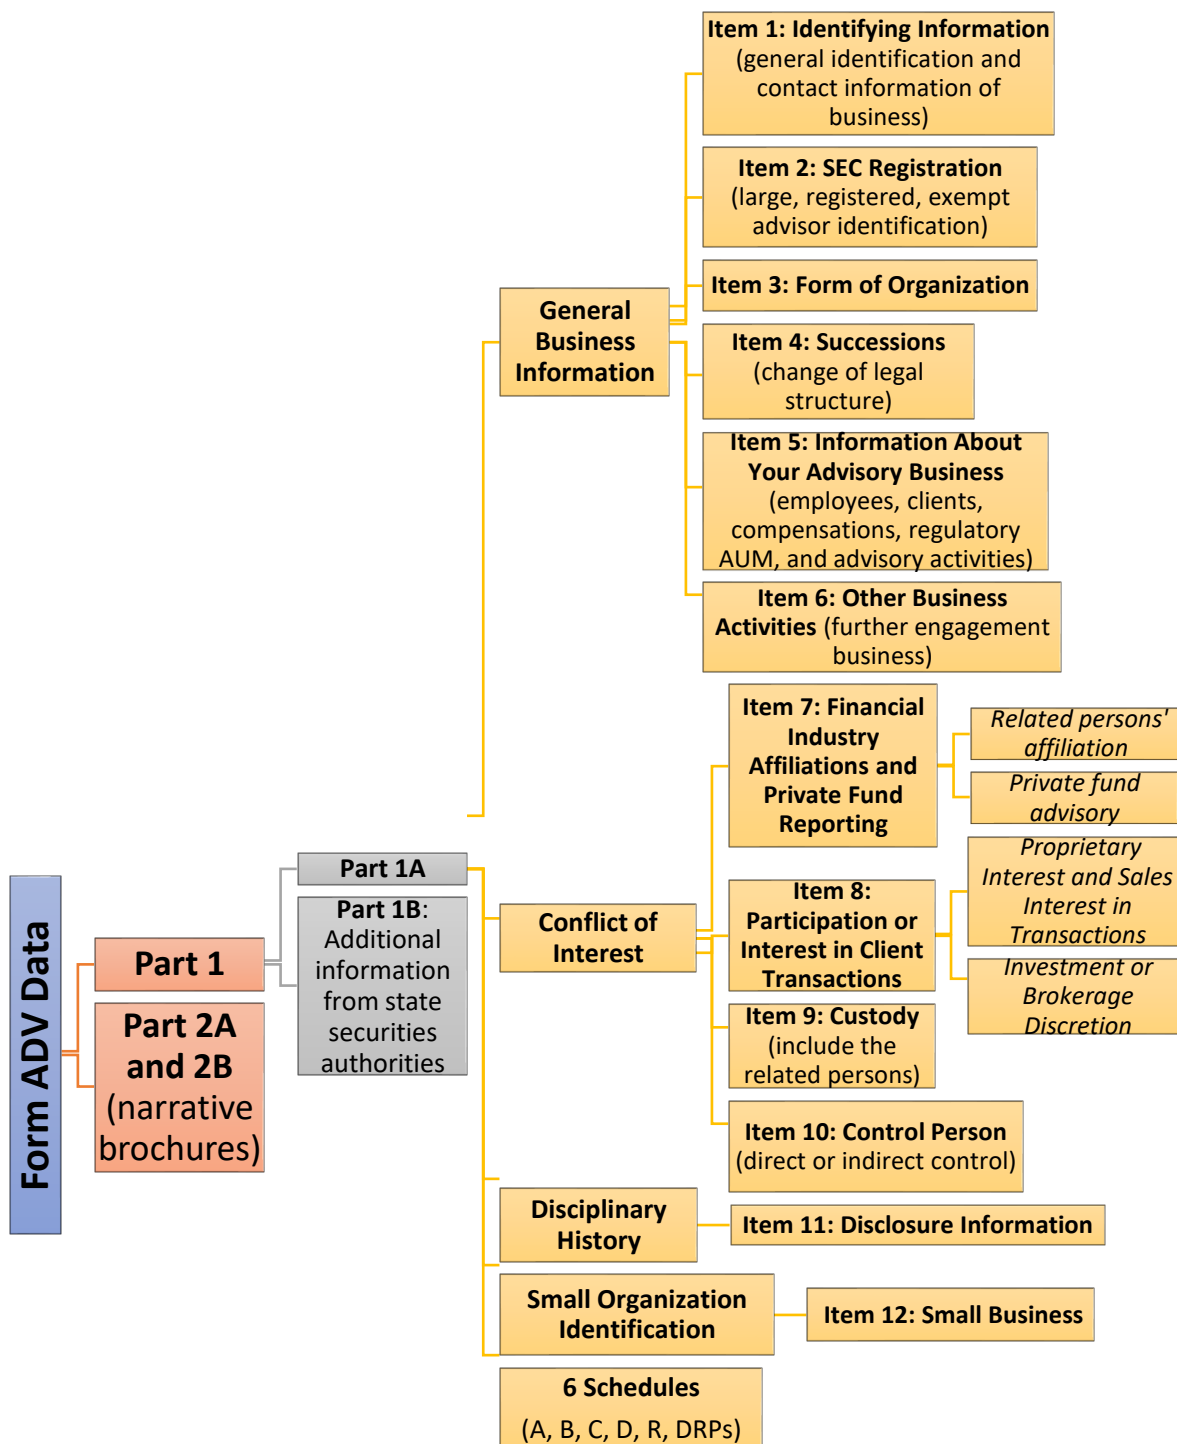 Form ADV Data
Part 1
Part 2A
and 2B
(narrative
brochures)
Part 1A
Part 1B:
Additional
information
from state
securities
authorities
General
Business
Information
Item 1: Identifying Information
(general identification and
contact information of
business)
Item 2: SEC Registration
(large, registered, exempt
advisor identification)
Item 3: Form of Organization
Item 4: Successions
(change of legal
structure)
Item 5: Information About
Your Advisory Business
(employees, clients,
compensations, regulatory
AUM, and advisory activities)
Item 6: Other Business
Activities (further engagement
business)
Conflict of
Interest
Item 7: Financial
Industry
Affiliations and
Private Fund
Reporting
Related persons'
affiliation
Private fund
advisory
Item 8:
Participation or
Interest in Client
Transactions
Proprietary
Interest and Sales
Interest in
Transactions
Investment or
Brokerage
Discretion
Item 9: Custody
(include the
related persons)
Item 10: Control Person
(direct or indirect control)
Disciplinary
History
Item 11: Disclosure Information
Small Organization
Identification
Item 12: Small Business
6 Schedules
(A, B, C, D, R, DRPs)